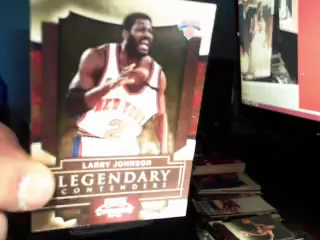 NEW YORK
2
LARRY JOHNSON
LEGENDARY
CONTENDERS